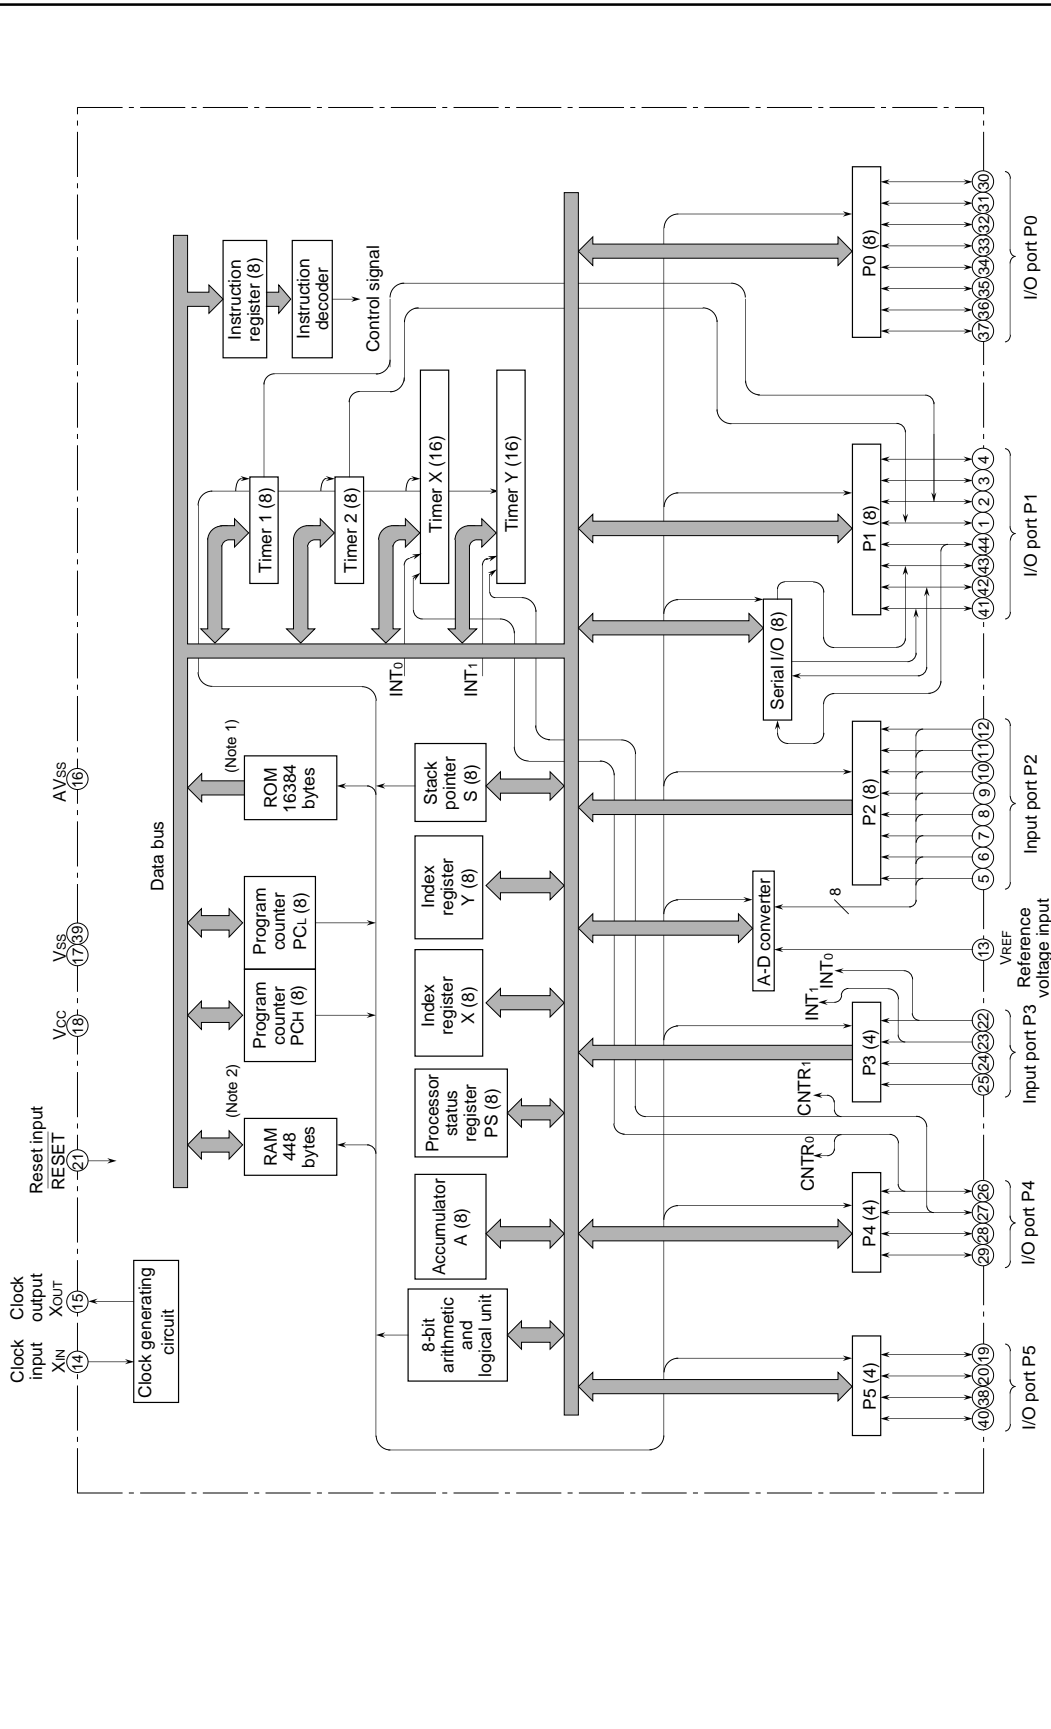 Clock
input
XIN
14
Clock
output
XOUT
15
Reset input
RESET
21
VCC
18
VSS
17
39
AVSS
16
Clock generating
circuit
Data bus
RAM
448
bytes
(Note 2)
Program
counter
PCH (8)
Program
counter
PCL (8)
ROM
16384
bytes
(Note 1)
Timer 1 (8)
Timer 2 (8)
Timer X (16)
Timer Y (16)
INT0
INT1
Instruction
register (8)
Instruction
decoder
Control signal
8-bit
arithmetic
and
logical unit
Accumulator
A (8)
Processor
status
register
PS (8)
Index
register
X (8)
Index
register
Y (8)
Stack
pointer
S (8)
CNTR0
CNTR1
INT1
INT0
A-D converter
8
Serial I/O (8)
P5 (4)
P4 (4)
P3 (4)
P2 (8)
P1 (8)
P0 (8)
40 38 20 19
29 28 27 26
25 24 23 22
13
5 6 7 8 9 10 11 12
41 42 43 44 1 2 3 4
37 36 35 34 33 32 31 30
I/O port P5
I/O port P4
Input port P3
VREF
Reference
voltage input
Input port P2
I/O port P1
I/O port P0